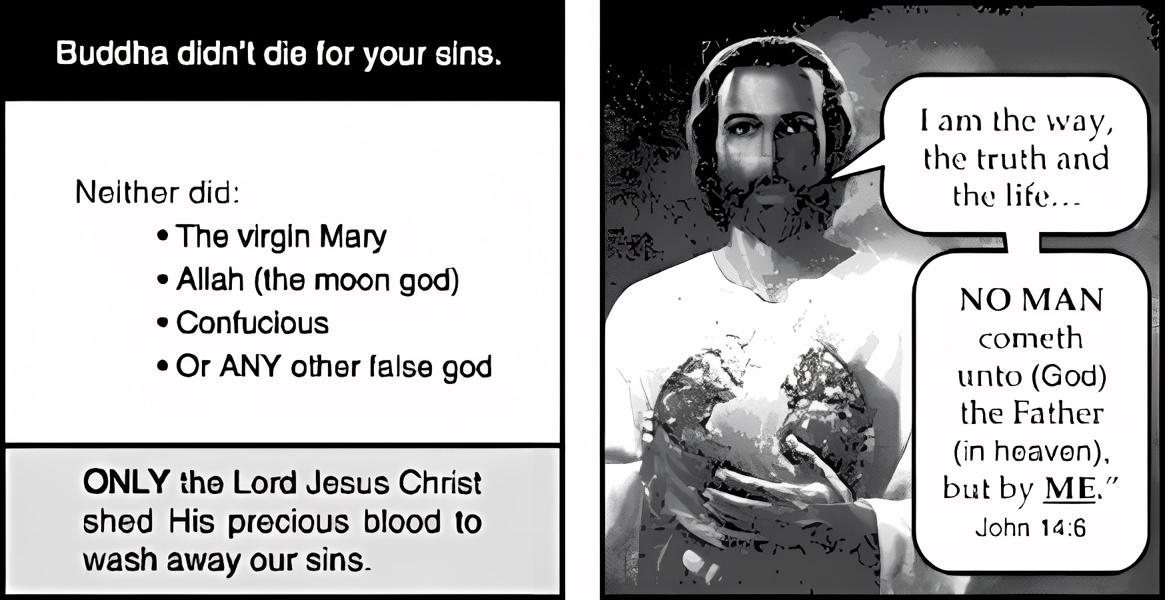 Buddha didn't die for your sins.
Neither did:
• The virgin Mary
• Allah (the moon god)
• Confucious
• Or ANY other false god
ONLY the Lord Jesus Christ
shed His precious blood to
wash away our sins.
I am the way,
the truth and
the life...
NO MAN
cometh
unto (God)
the Father
(in heaven),
but by ME."
John 14:6